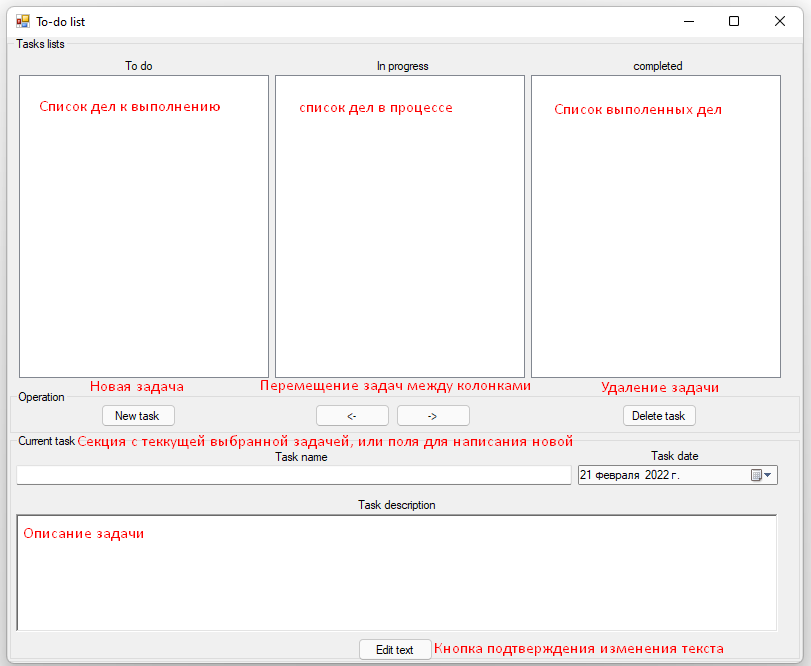 To-do list
Tasks lists
To do
In progress
completed
Список дел к выполнению
список дел в процессе
Список выполенных дел
Новая задача
Перемещение задач между колонками
Удаление задачи
Operation
New task
<-
->
Delete task
Current task
Секция с теккущей выбранной задачей, или поля для написания новой
Task name
Task date
21 февраля 2022 г.
Task description
Описание задачи
Edit text
Кнопка подтверждения изменения текста